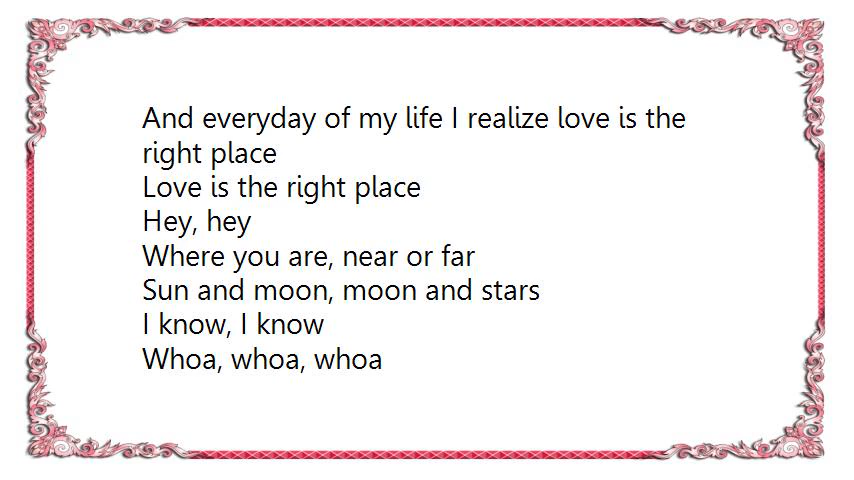 And everyday of my life I realize love is the
right place
Love is the right place
Hey, hey
Where you are, near or far
Sun and moon, moon and stars
I know, I know
Whoa, whoa, whoa